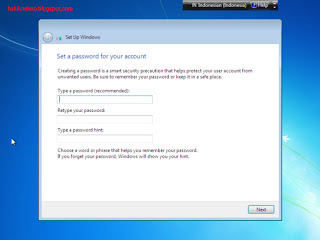 IN Indonesian (Indonesia)
Help
Set Up Windows
Set a password for your account
Creating a password is a smart security precaution that helps protect your user account from
unwanted users. Be sure to remember your password or keep it in a safe place.
Type a password (recommended):
Retype your password:
Type a password hint:
Choose a word or phrase that helps you remember your password.
If you forget your password, Windows will show you your hint.
Next